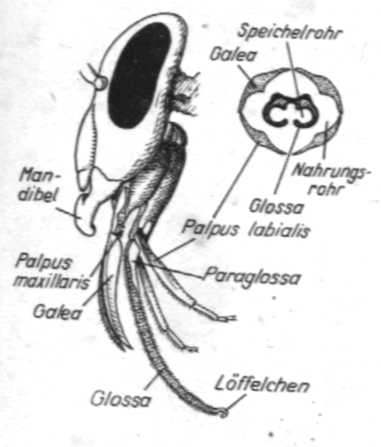 Speichelrohr
Galea
Nahrungs-
rohr
Glossa
Palpus labialis
Man-
dibel
Palpus
maxillaris
Galea
Paraglossa
Glossa
Löffelchen